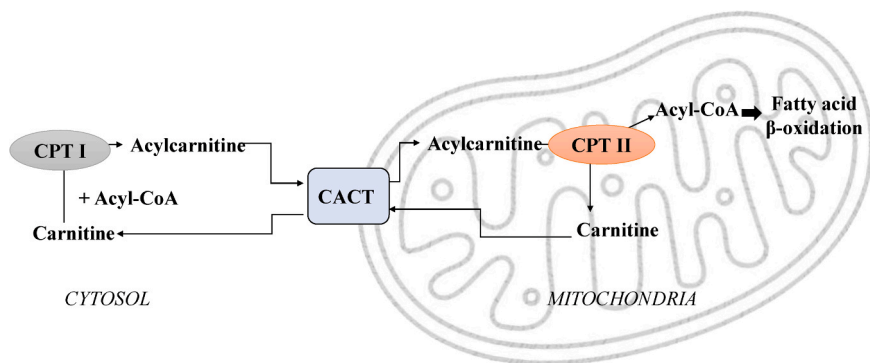 Acyl-CoA
Fatty acid
β-oxidation
CPT I
Acylcarnitine
Acylcarnitine
CPT II
+ Acyl-CoA
CACT
Carnitine
Carnitine
CYTOSOL
MITOCHONDRIA